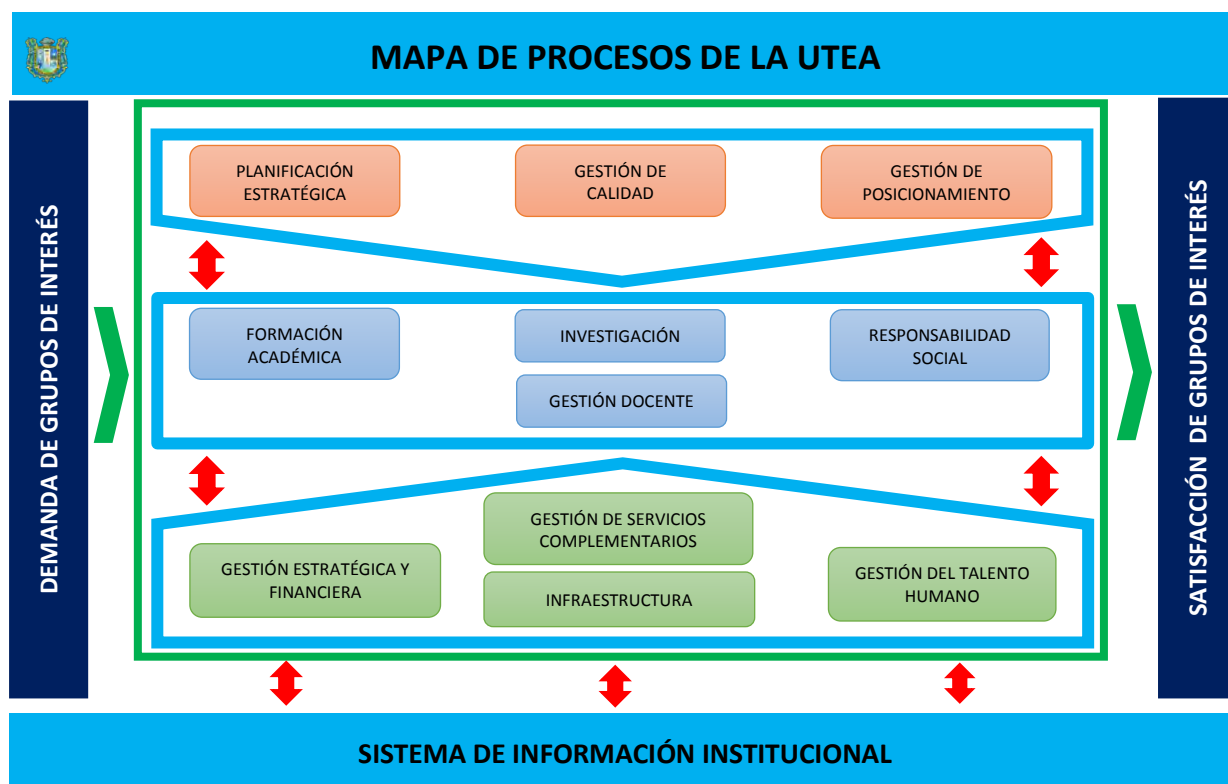 MAPA DE PROCESOS DE LA UTEA
DEMANDA DE GRUPOS DE INTERÉS
PLANIFICACIÓN
ESTRATÉGICA
GESTIÓN DE
CALIDAD
GESTIÓN DE
POSICIONAMIENTO
FORMACIÓN
ACADÉMICA
INVESTIGACIÓN
GESTIÓN DOCENTE
RESPONSABILIDAD
SOCIAL
GESTIÓN ESTRATÉGICA Y
FINANCIERA
GESTIÓN DE SERVICIOS
COMPLEMENTARIOS
INFRAESTRUCTURA
GESTIÓN DEL TALENTO
HUMANO
SATISFACCIÓN DE GRUPOS DE INTERÉS
SISTEMA DE INFORMACIÓN INSTITUCIONAL